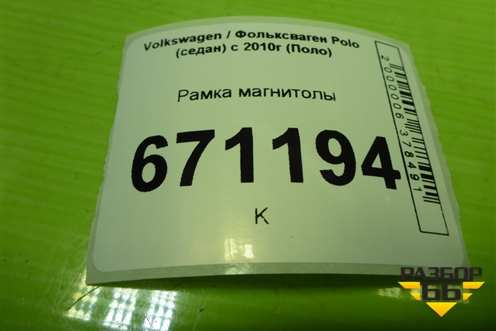 Volkswagen / Фольксваген Polo
(седан) с 2010г (Поло)
Рамка магнитолы
671194
К
2000006378491
РАЗБОР
66